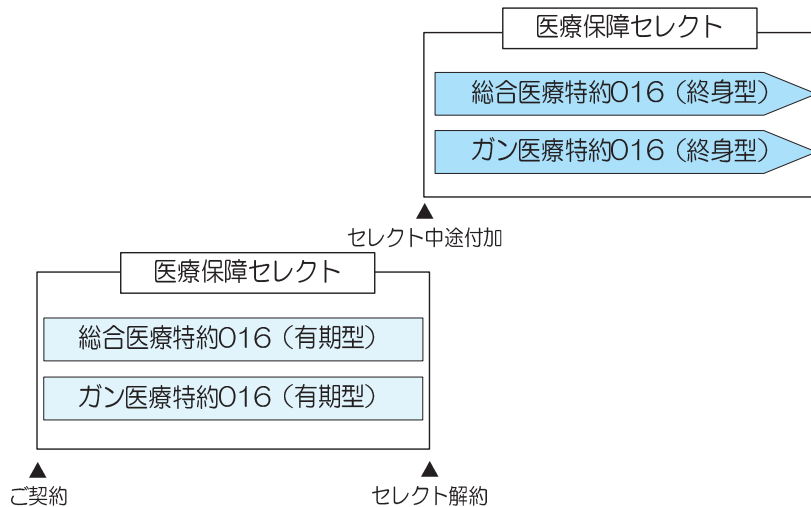 医療保障セレクト
総合医療特約016（終身型）
ガン医療特約016（終身型）
セレクト中途付加
医療保障セレクト
総合医療特約016（有期型）
ガン医療特約016（有期型）
ご契約
セレクト解約